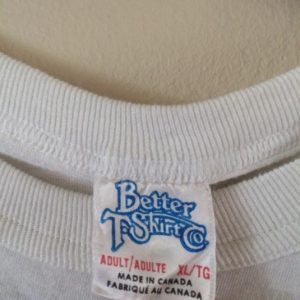 Better
T-Shirt Co.
ADULT/ADULTE XL/TG
MADE IN CANADA
FABRIQUÉ AU CANADA